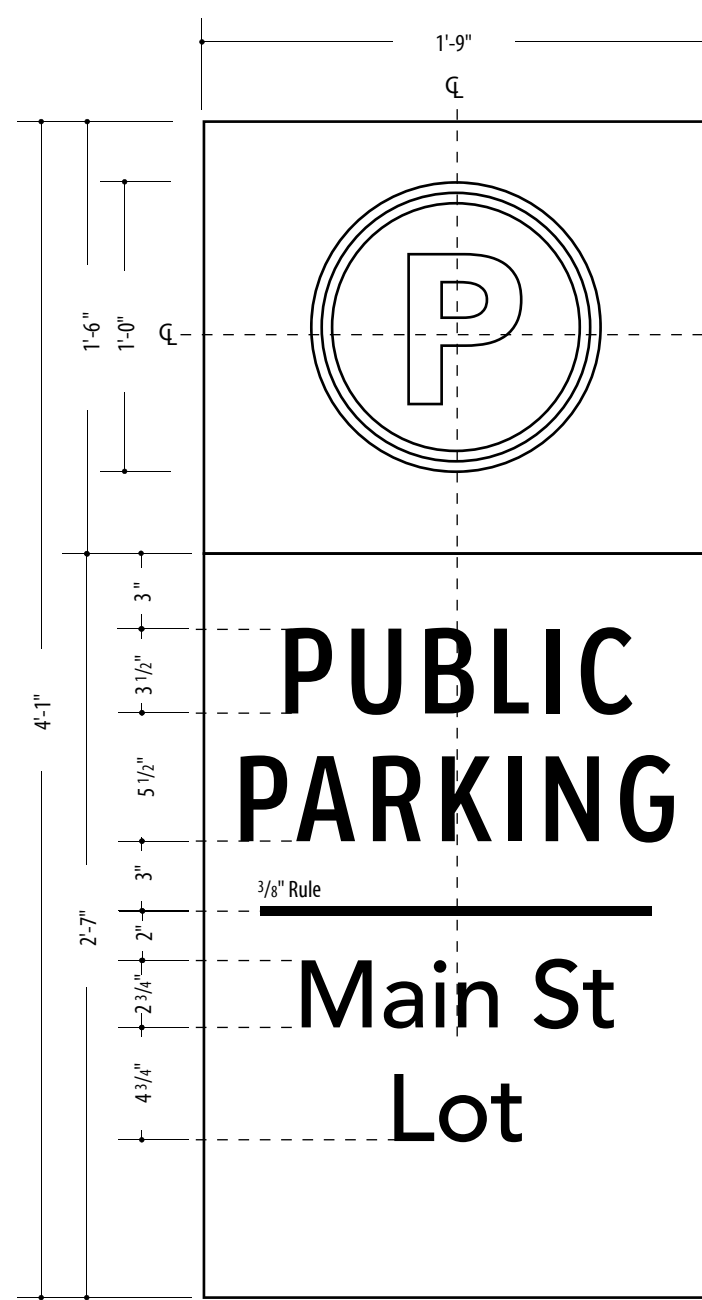 1'-9"
℄
1'-6"
1'-0"
℄
P
3"
3 1/2"
PUBLIC
4'-1"
5 1/2"
PARKING
3"
3/8" Rule
2'-7"
2"
2 3/4"
Main St
4 3/4"
Lot